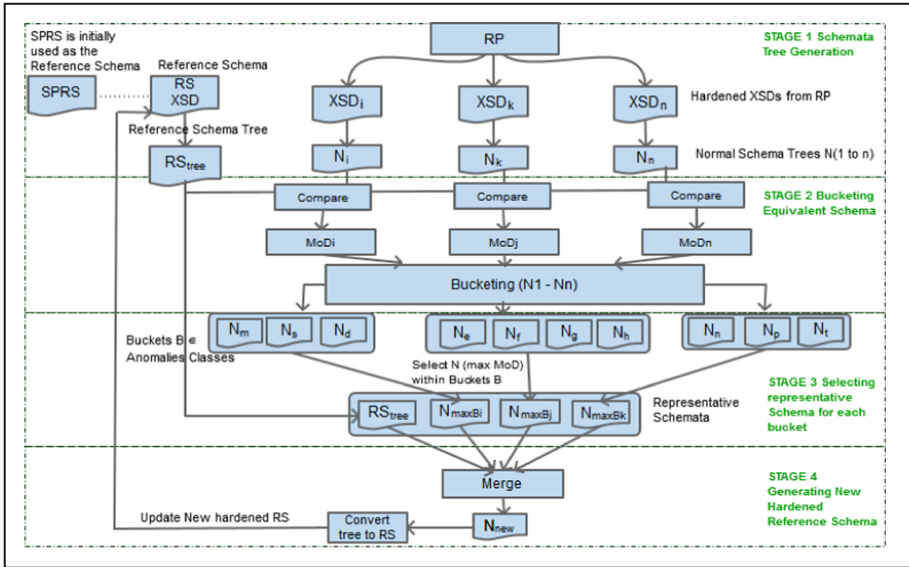 SPRS is initially
used as the
Reference Schema
SPRS
Reference Schema
RS
XSD
RP
STAGE 1 Schemata
Tree Generation
XSDi
XSDk
XSDn
Hardened XSDs from RP
Reference Schema Tree
RStree
Ni
Nk
Nn
Normal Schema Trees N(1 to n)
Compare
Compare
Compare
STAGE 2 Bucketing
Equivalent Schema
MoDi
MoDj
MoDn
Bucketing (N1 - Nn)
Nm
Ns
Nd
Ne
Nf
Ng
Nh
Nn
Np
Nt
Buckets B ∈
Anomalies Classes
Select N (max MoD)
within Buckets B
STAGE 3 Selecting
representative
Schema for each
bucket
RStree
NmaxBi
NmaxBj
NmaxBk
Representative
Schemata
Merge
STAGE 4
Generating New
Hardened
Reference Schema
Update New hardened RS
Convert
tree to RS
Nnew